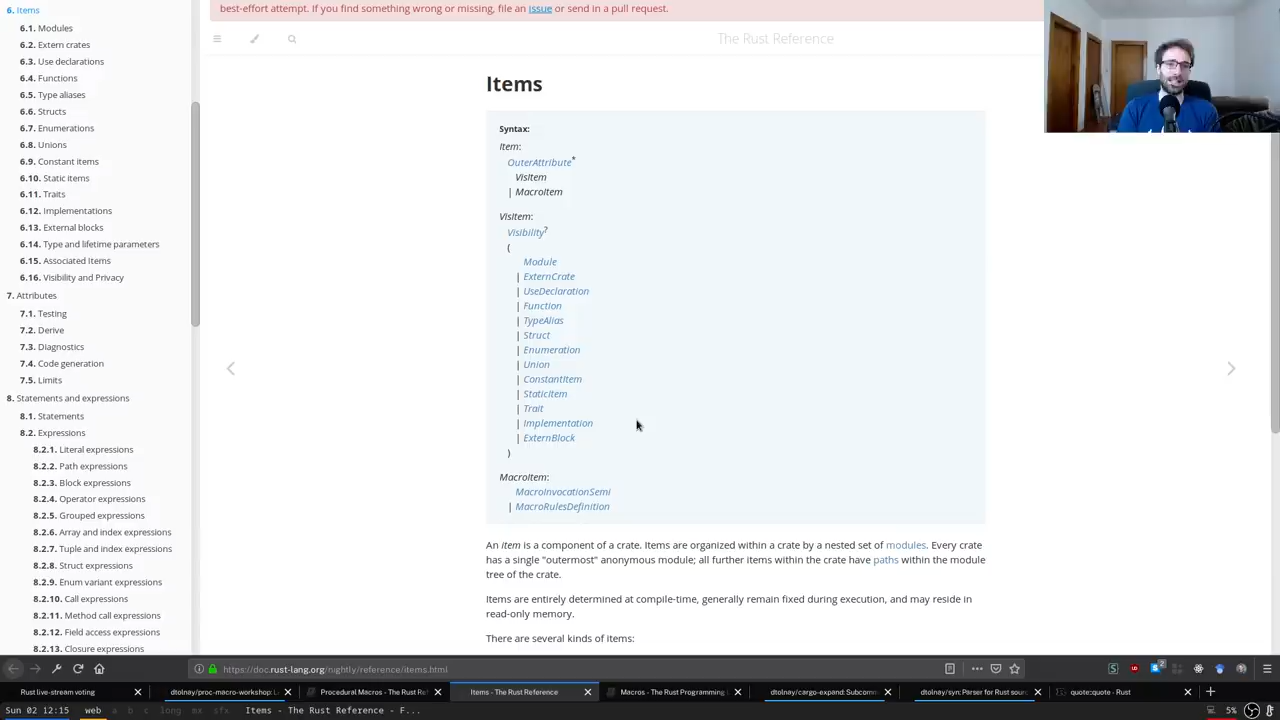 6. Items
6.1. Modules
6.2. Extern crates
6.3. Use declarations
6.4. Functions
6.5. Type aliases
6.6. Structs
6.7. Enumerations
6.8. Unions
6.9. Constant items
6.10. Static items
6.11. Traits
6.12. Implementations
6.13. External blocks
6.14. Type and lifetime parameters
6.15. Associated Items
6.16. Visibility and Privacy
7. Attributes
7.1. Testing
7.2. Derive
7.3. Diagnostics
7.4. Code generation
7.5. Limits
8. Statements and expressions
8.1. Statements
8.2. Expressions
8.2.1. Literal expressions
8.2.2. Path expressions
8.2.3. Block expressions
8.2.4. Operator expressions
8.2.5. Grouped expressions
8.2.6. Array and index expressions
8.2.7. Tuple and index expressions
8.2.8. Struct expressions
8.2.9. Enum variant expressions
8.2.10. Call expressions
8.2.11. Method call expressions
8.2.12. Field access expressions
8.2.13. Closure expressions
best-effort attempt. If you find something wrong or missing, file an issue or send in a pull request.
The Rust Reference
Items
Syntax:
Item:
OuterAttribute*
VisItem
| MacroItem
VisItem:
Visibility?
(
Module
| ExternCrate
| UseDeclaration
| Function
| TypeAlias
| Struct
| Enumeration
| Union
| ConstantItem
| StaticItem
| Trait
| Implementation
| ExternBlock
)
MacroItem:
MacroInvocationSemi
| MacroRulesDefinition
An item is a component of a crate. Items are organized within a crate by a nested set of modules. Every crate
has a single "outermost" anonymous module; all further items within the crate have paths within the module
tree of the crate.
Items are entirely determined at compile-time, generally remain fixed during execution, and may reside in
read-only memory.
There are several kinds of items:
https://doc.rust-lang.org/nightly/reference/items.html
Rust live-stream voting
dtolnay/proc-macro-workshop: L
Procedural Macros - The Rust Re
Items - The Rust Reference
Macros - The Rust Programming
dtolnay/cargo-expand: Subcomm
dtolnay/syn: Parser for Rust sour
quote::quote - Rust
Sun 02 12:15 web a b c long mx sfx Items - The Rust Reference - F... 5%